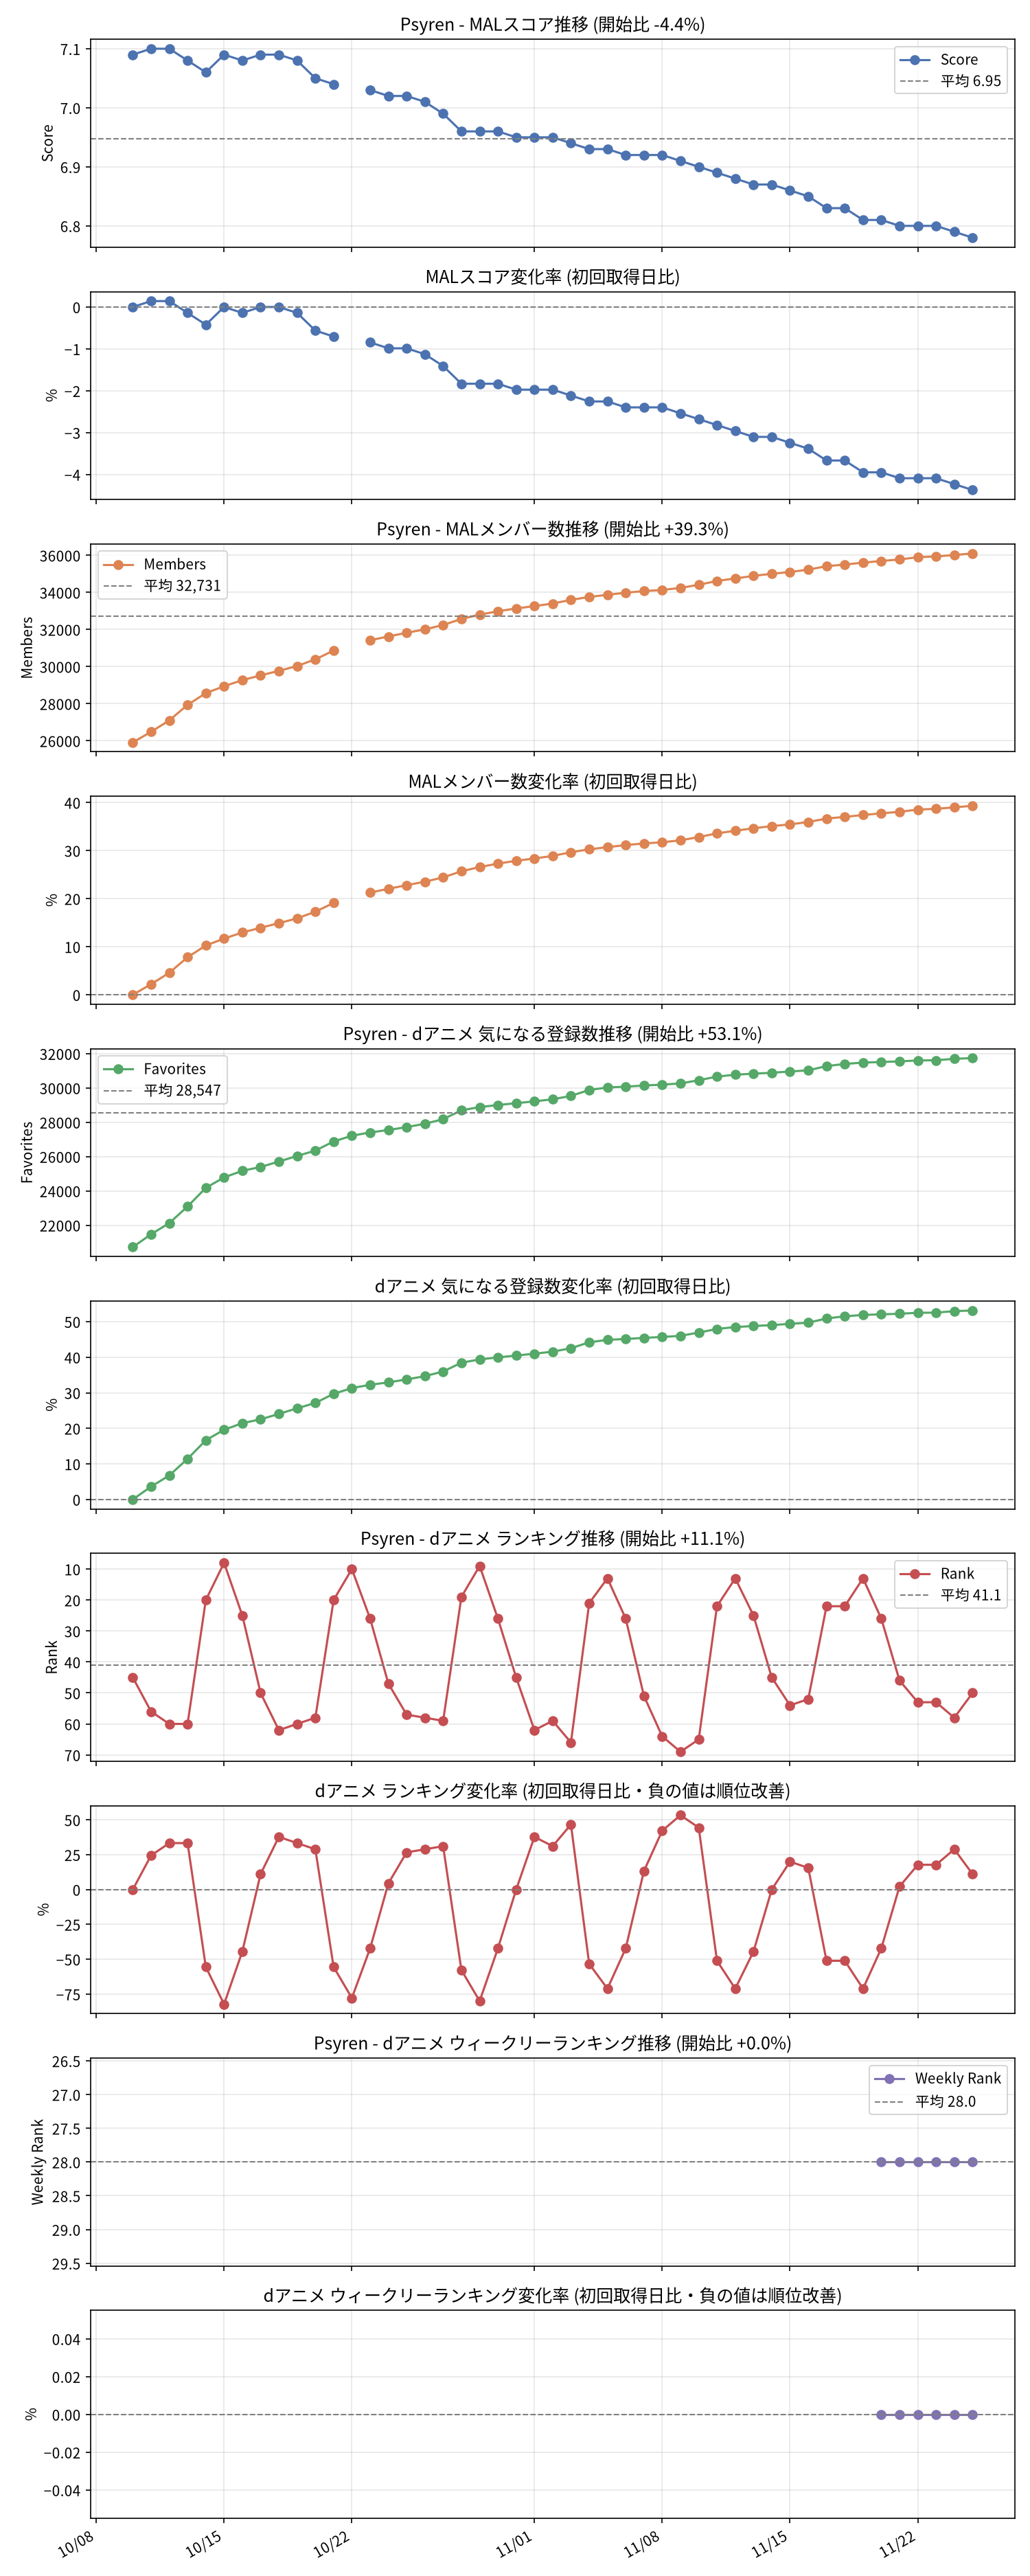 Psyren - MALスコア推移 (開始比 -4.4%)
7.1
7.0
6.9
6.8
Score
Score
平均 6.95
MALスコア変化率 (初回取得日比)
0
−1
−2
−3
−4
%
Psyren - MALメンバー数推移 (開始比 +39.3%)
36000
34000
32000
30000
28000
26000
Members
Members
平均 32,731
MALメンバー数変化率 (初回取得日比)
40
30
20
10
0
%
Psyren - dアニメ 気になる登録数推移 (開始比 +53.1%)
32000
30000
28000
26000
24000
22000
Favorites
Favorites
平均 28,547
dアニメ 気になる登録数変化率 (初回取得日比)
50
40
30
20
10
0
%
Psyren - dアニメ ランキング推移 (開始比 +11.1%)
10
20
30
40
50
60
70
Rank
Rank
平均 41.1
dアニメ ランキング変化率 (初回取得日比・負の値は順位改善)
50
25
0
−25
−50
−75
%
Psyren - dアニメ ウィークリーランキング推移 (開始比 +0.0%)
26.5
27.0
27.5
28.0
28.5
29.0
29.5
Weekly Rank
Weekly Rank
平均 28.0
dアニメ ウィークリーランキング変化率 (初回取得日比・負の値は順位改善)
0.04
0.02
0.00
−0.02
−0.04
%
10/08
10/15
10/22
11/01
11/08
11/15
11/22